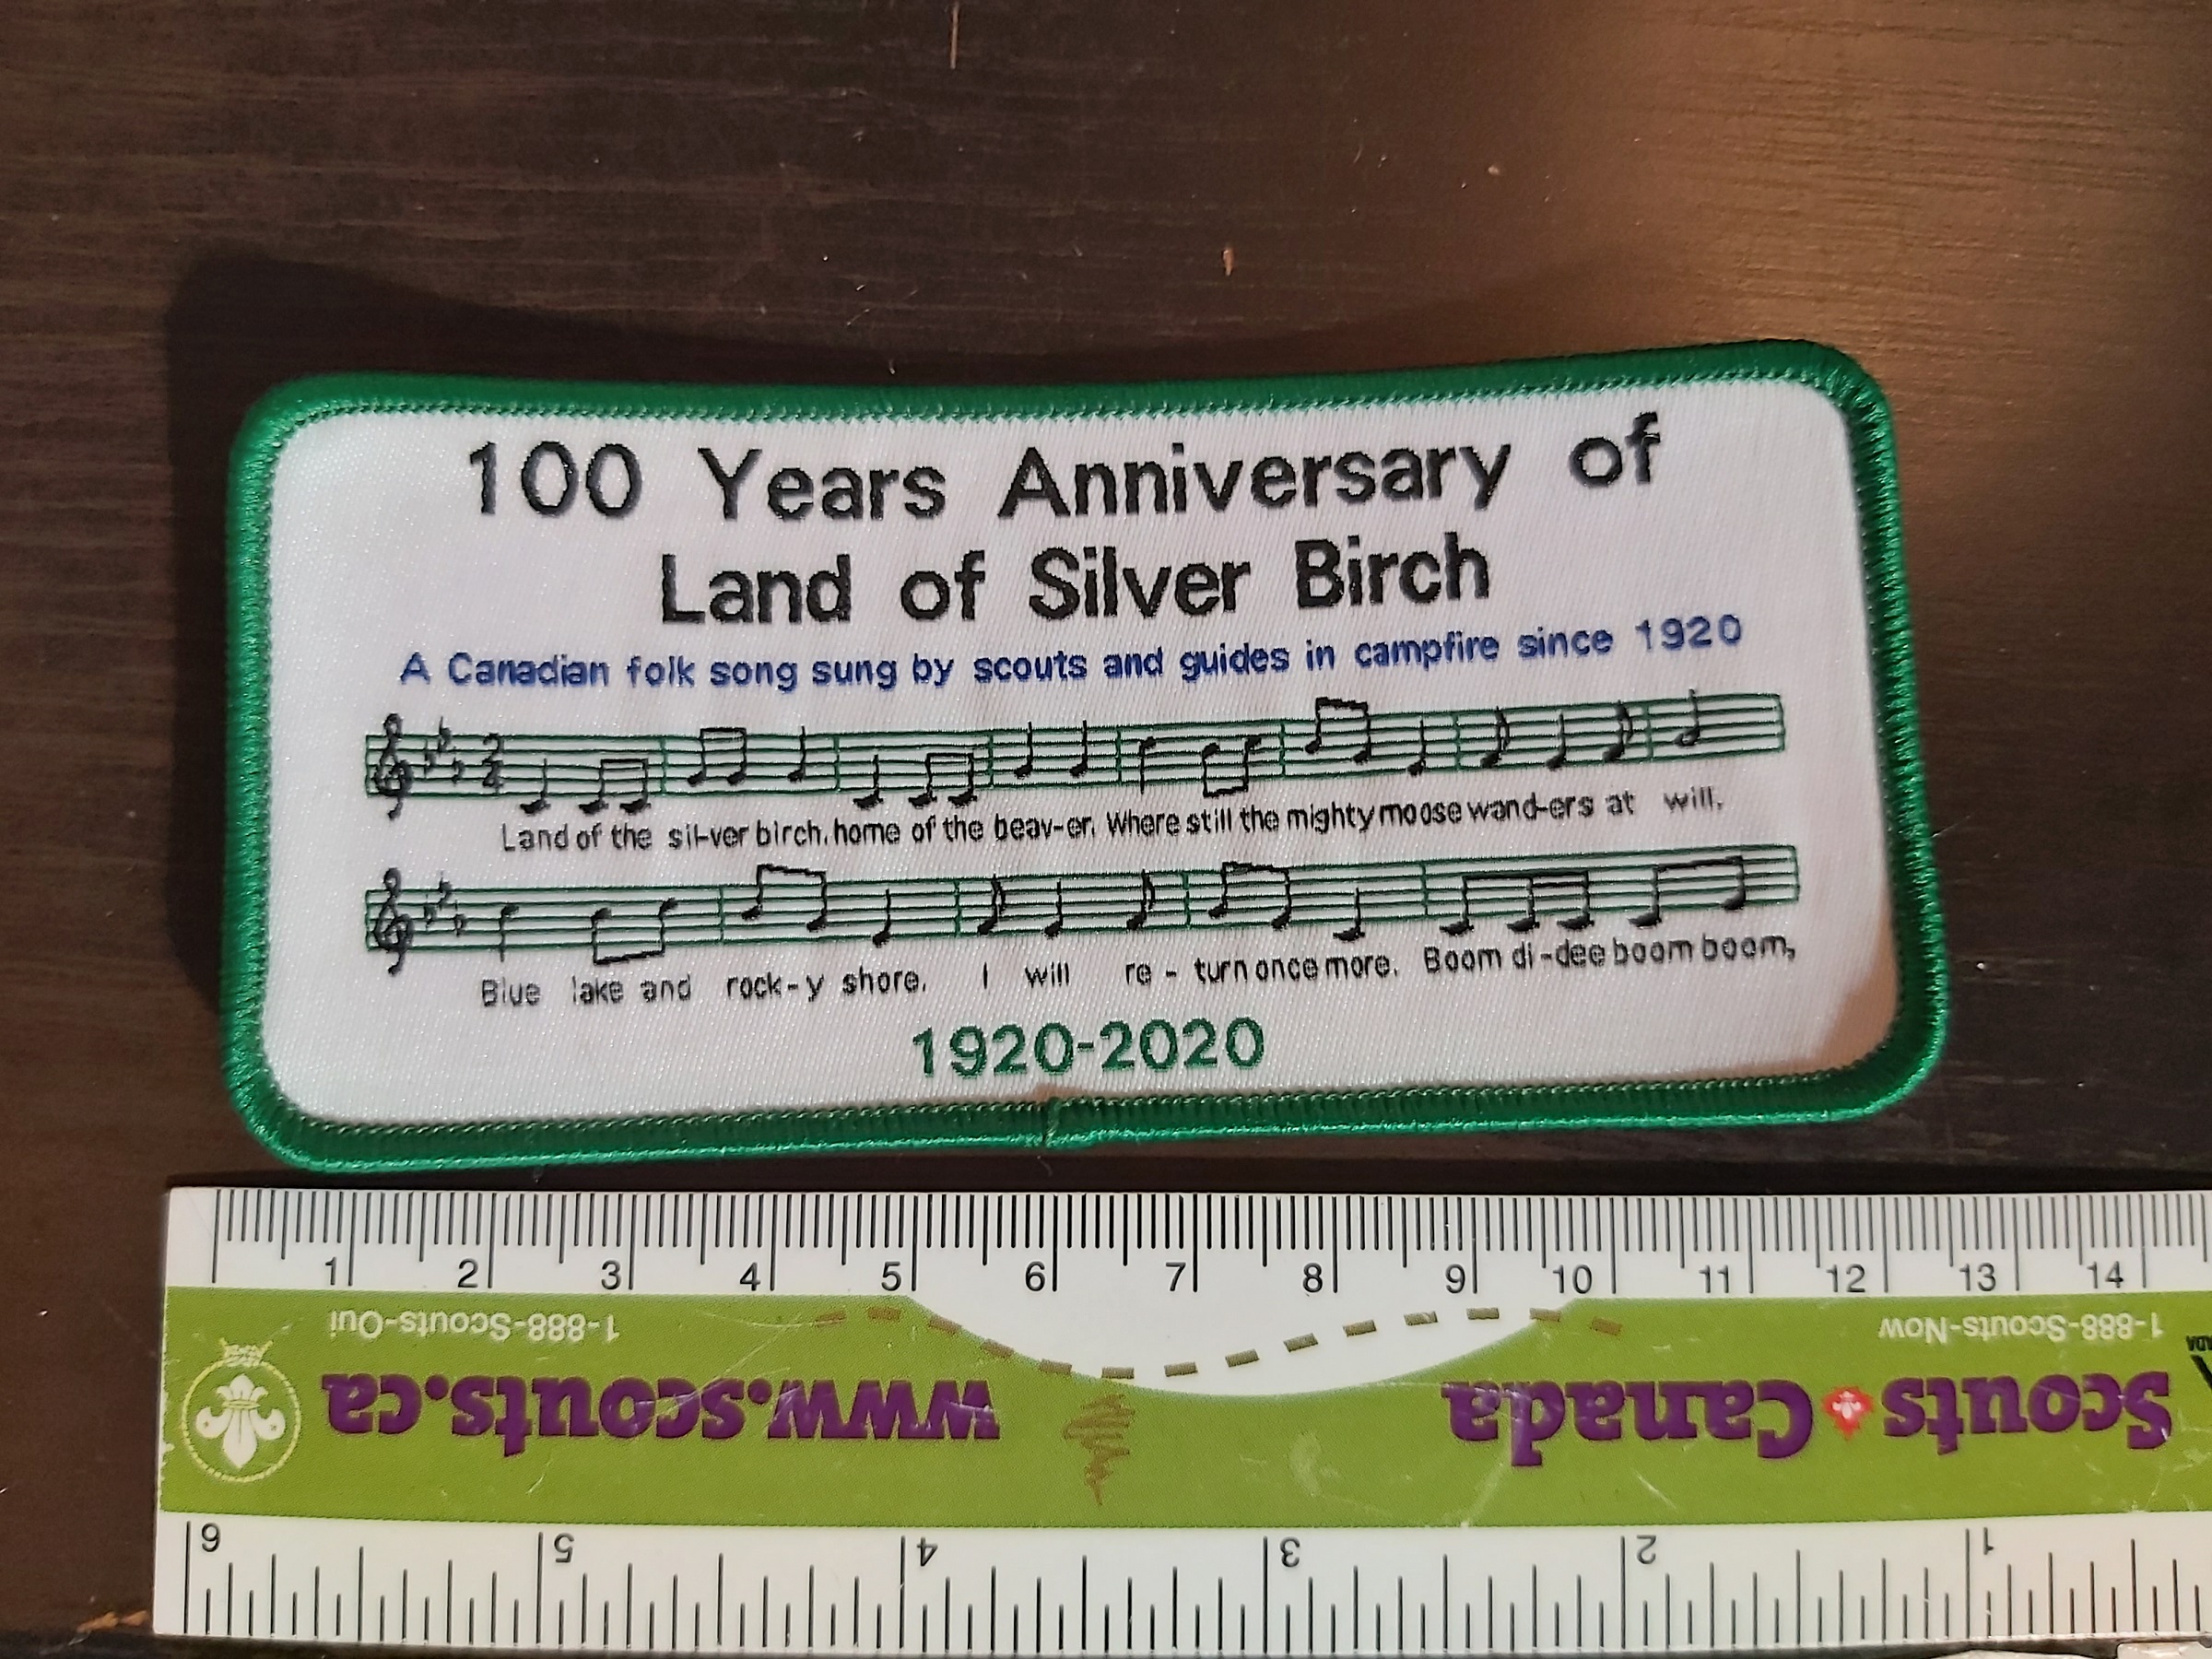 100 Years Anniversary of
Land of Silver Birch
A Canadian folk song sung by scouts and guides in campfire since 1920
2
4
Land of the sil-ver birch, home of the beav-er, Where still the mighty moose wand-ers at will.
Blue lake and rock-y shore, I will re-turn once more. Boom di-dee boom boom,
1920-2020
1 2 3 4 5 6 7 8 9 10 11 12 13 14
1-888-Scouts-Oui
1-888-Scouts-Now
www.scouts.ca
Scouts Canada
6 5 4 3 2 1